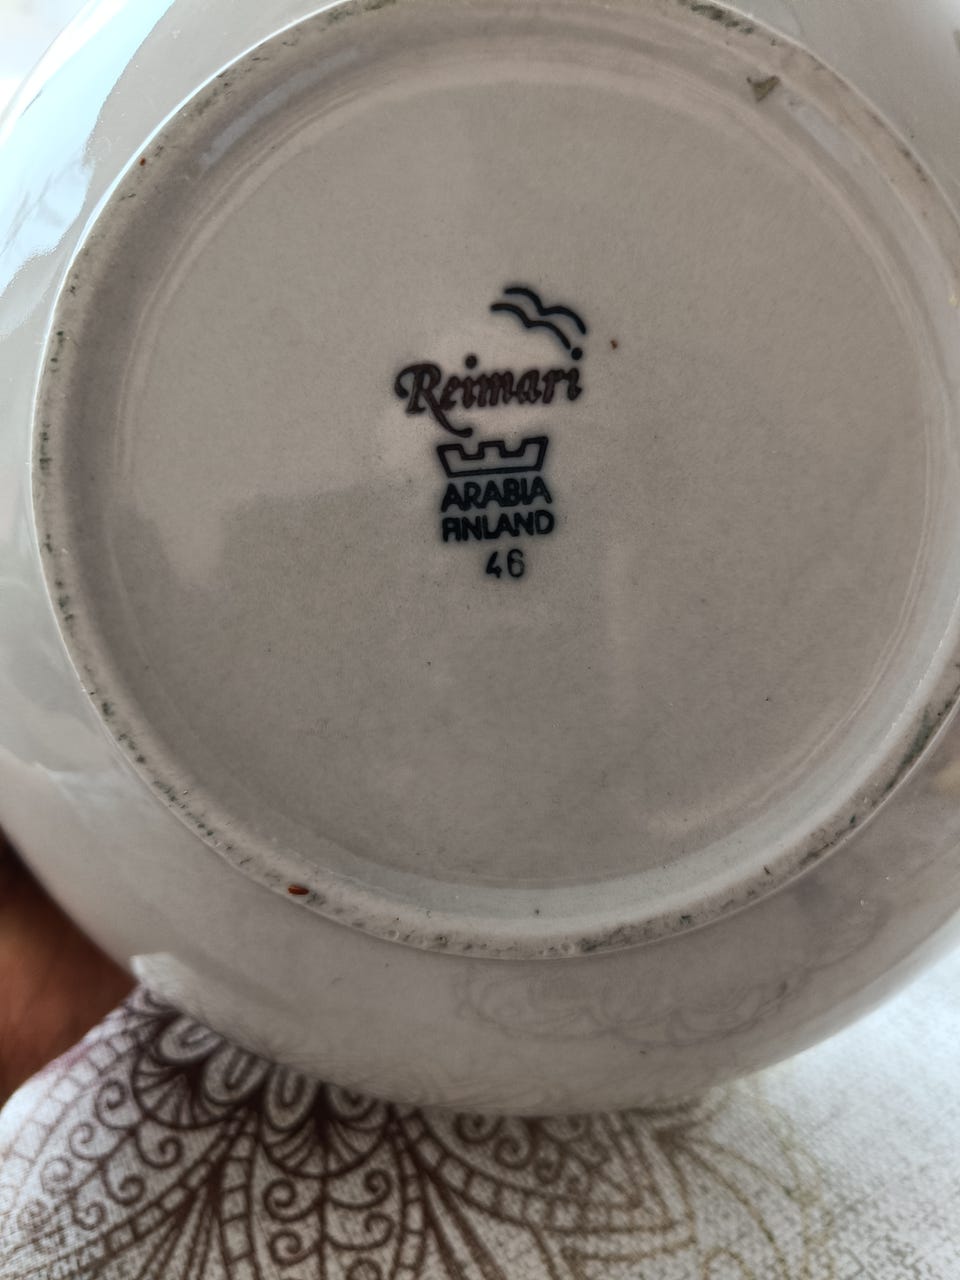 Reimari
ARABIA
FINLAND
46